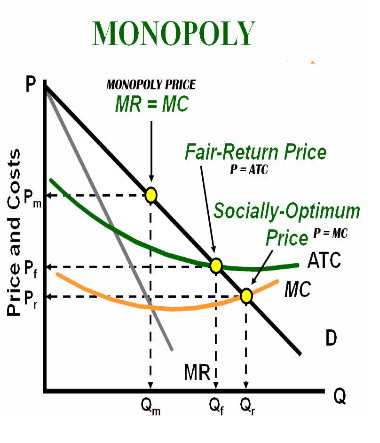 MONOPOLY
P
MONOPOLY PRICE
MR = MC
Fair-Return Price
P = ATC
Socially-Optimum
Price P = MC
Price and Costs
Pm
Pf
Pr
ATC
MC
D
MR
Q
Qm Qf Qr